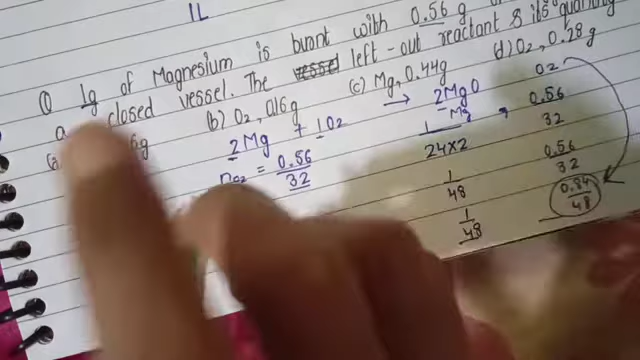 1L
Q 1g of Magnesium is burnt with 0.56 g
a closed vessel. The left-out reactant & its quantity
(b) O₂, 0.16g (c) Mg, 0.44g (d) O₂, 0.28 g
2Mg + 1O₂ → 2MgO
nO₂ = 0.56/32
Mg , O₂
1/24×2 0.56/32
1/48 0.56/32
1/48 0.84/48